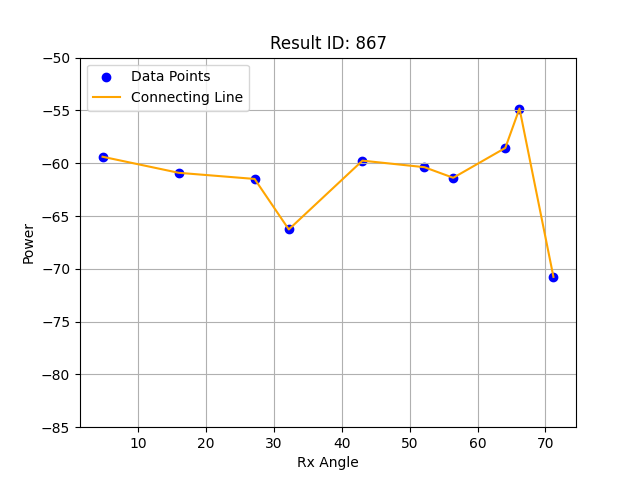 Result ID: 867
Data Points
Connecting Line
Power
−50
−55
−60
−65
−70
−75
−80
−85
10 20 30 40 50 60 70
Rx Angle